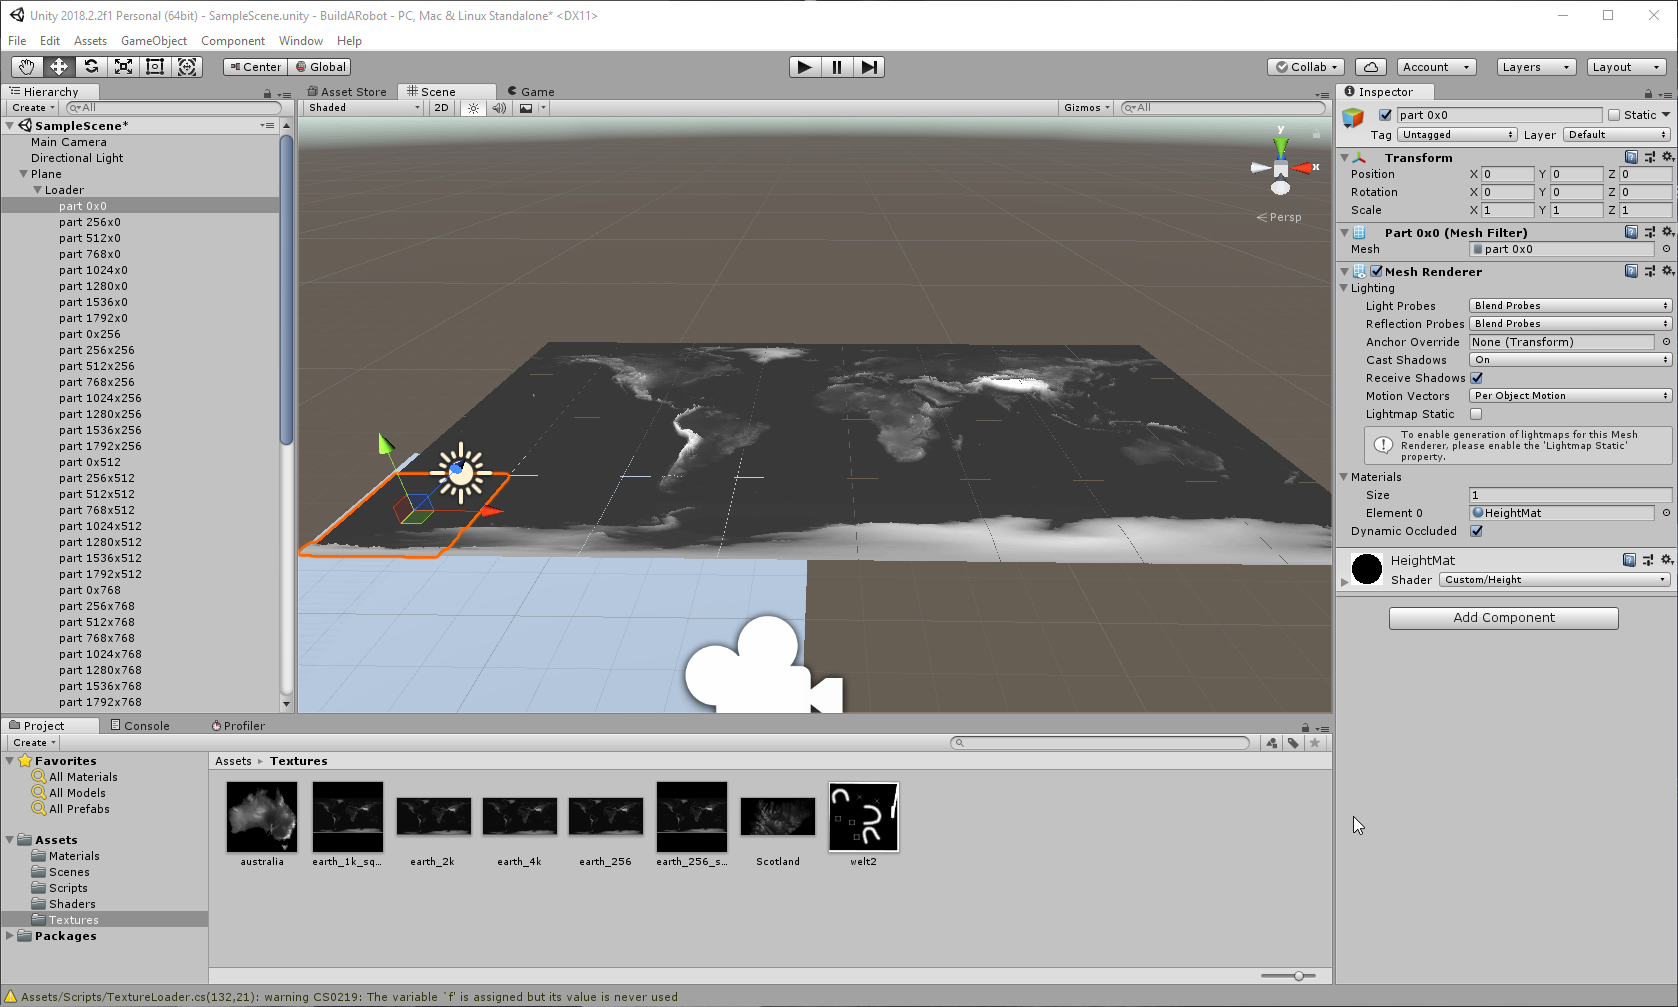 Unity 2018.2.2f1 Personal (64bit) - SampleScene.unity - BuildARobot - PC, Mac & Linux Standalone* <DX11>
File Edit Assets GameObject Component Window Help
Center Global Collab Account Layers Layout
Hierarchy
Create All
SampleScene*
Main Camera
Directional Light
Plane
Loader
part 0x0
part 256x0
part 512x0
part 768x0
part 1024x0
part 1280x0
part 1536x0
part 1792x0
part 0x256
part 256x256
part 512x256
part 768x256
part 1024x256
part 1280x256
part 1536x256
part 1792x256
part 0x512
part 256x512
part 512x512
part 768x512
part 1024x512
part 1280x512
part 1536x512
part 1792x512
part 0x768
part 256x768
part 512x768
part 768x768
part 1024x768
part 1280x768
part 1536x768
part 1792x768
Asset Store Scene Game
Shaded 2D Gizmos All
y
x
Persp
Inspector
part 0x0 Static
Tag Untagged Layer Default
Transform
Position X 0 Y 0 Z 0
Rotation X 0 Y 0 Z 0
Scale X 1 Y 1 Z 1
Part 0x0 (Mesh Filter)
Mesh part 0x0
Mesh Renderer
Lighting
Light Probes Blend Probes
Reflection Probes Blend Probes
Anchor Override None (Transform)
Cast Shadows On
Receive Shadows
Motion Vectors Per Object Motion
Lightmap Static
To enable generation of lightmaps for this Mesh
Renderer, please enable the 'Lightmap Static'
property.
Materials
Size 1
Element 0 HeightMat
Dynamic Occluded
HeightMat
Shader Custom/Height
Add Component
Project Console Profiler
Create
Favorites
All Materials
All Models
All Prefabs
Assets
Materials
Scenes
Scripts
Shaders
Textures
Packages
Assets Textures
australia earth_1k_sq... earth_2k earth_4k earth_256 earth_256_s... Scotland welt2
Assets/Scripts/TextureLoader.cs(132,21): warning CS0219: The variable `f' is assigned but its value is never used